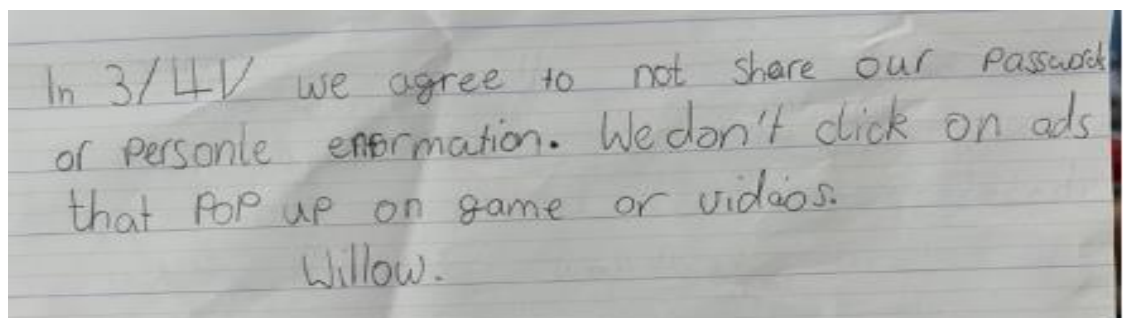 In 3/4V we agree to not share our Password
or Personle enformation. We don't click on ads
that PoP up on game or vidaos.
Willow.